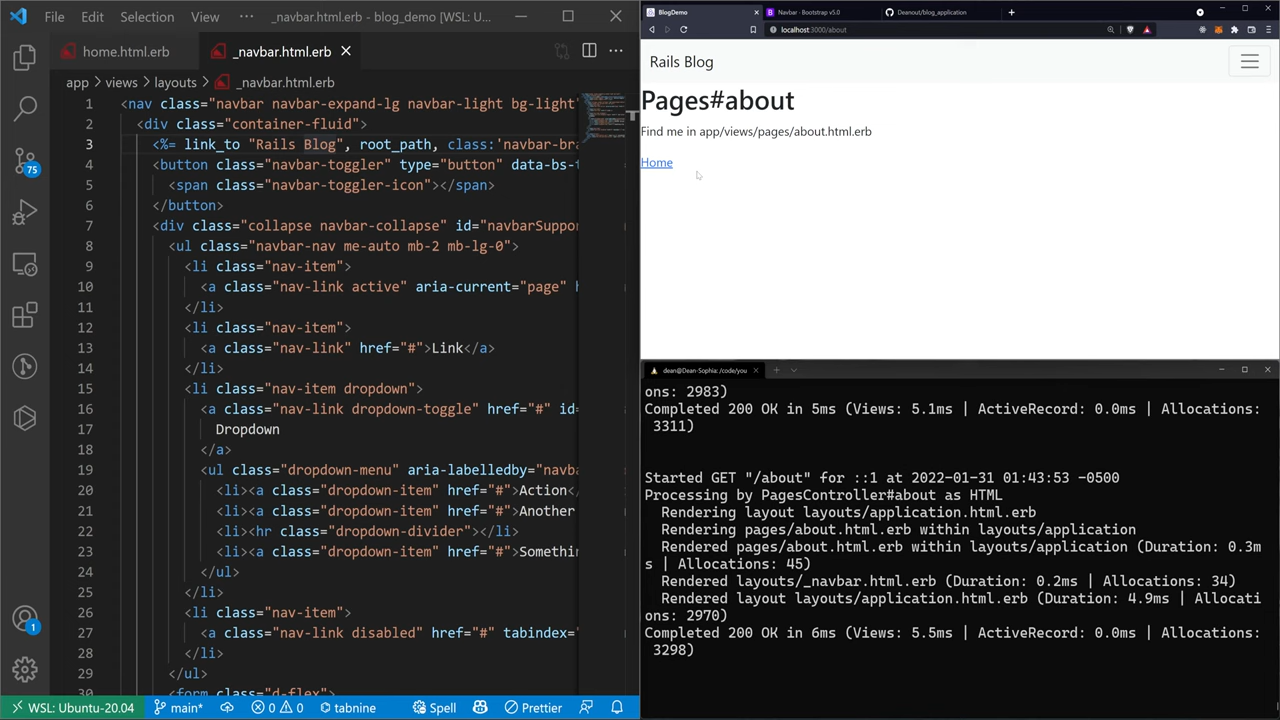 File Edit Selection View ··· _navbar.html.erb - blog_demo [WSL: U...
home.html.erb
_navbar.html.erb
app > views > layouts > _navbar.html.erb
1 <nav class="navbar navbar-expand-lg navbar-light bg-light"
2 <div class="container-fluid">
3 <%= link_to "Rails Blog", root_path, class:'navbar-bra
4 <button class="navbar-toggler" type="button" data-bs-t
5 <span class="navbar-toggler-icon"></span>
6 </button>
7 <div class="collapse navbar-collapse" id="navbarSuppor
8 <ul class="navbar-nav me-auto mb-2 mb-lg-0">
9 <li class="nav-item">
10 <a class="nav-link active" aria-current="page" h
11 </li>
12 <li class="nav-item">
13 <a class="nav-link" href="#">Link</a>
14 </li>
15 <li class="nav-item dropdown">
16 <a class="nav-link dropdown-toggle" href="#" id=
17 Dropdown
18 </a>
19 <ul class="dropdown-menu" aria-labelledby="navba
20 <li><a class="dropdown-item" href="#">Action</
21 <li><a class="dropdown-item" href="#">Another
22 <li><hr class="dropdown-divider"></li>
23 <li><a class="dropdown-item" href="#">Somethin
24 </ul>
25 </li>
26 <li class="nav-item">
27 <a class="nav-link disabled" href="#" tabindex="
28 </li>
29 </ul>
30 <form class="d-flex">
75
1
WSL: Ubuntu-20.04 main* 0 0 tabnine Spell Prettier
BlogDemo
Navbar · Bootstrap v5.0
Deanout/blog_application
localhost:3000/about
Rails Blog
Pages#about
Find me in app/views/pages/about.html.erb
Home
dean@Dean-Sophia: /code/you
ons: 2983)
Completed 200 OK in 5ms (Views: 5.1ms | ActiveRecord: 0.0ms | Allocations:
3311)
Started GET "/about" for ::1 at 2022-01-31 01:43:53 -0500
Processing by PagesController#about as HTML
Rendering layout layouts/application.html.erb
Rendering pages/about.html.erb within layouts/application
Rendered pages/about.html.erb within layouts/application (Duration: 0.3m
s | Allocations: 45)
Rendered layouts/_navbar.html.erb (Duration: 0.2ms | Allocations: 34)
Rendered layout layouts/application.html.erb (Duration: 4.9ms | Allocati
ons: 2970)
Completed 200 OK in 6ms (Views: 5.5ms | ActiveRecord: 0.0ms | Allocations:
3298)